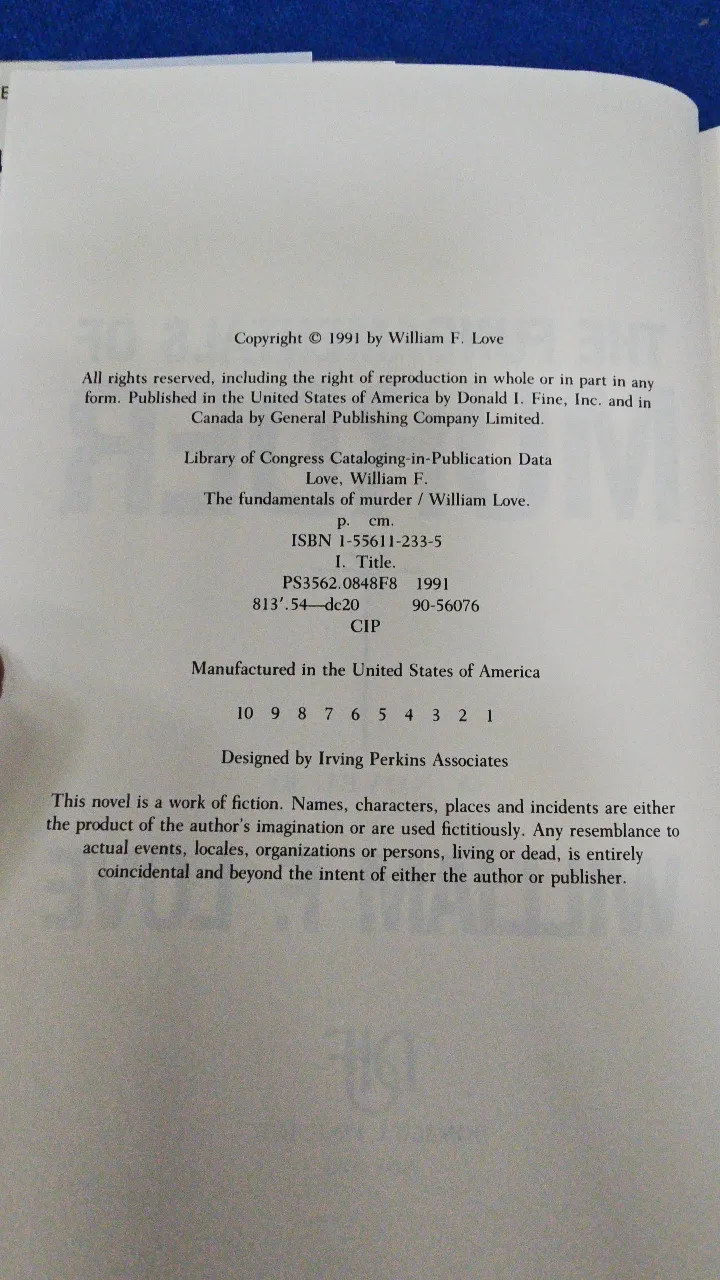 E
Copyright © 1991 by William F. Love
All rights reserved, including the right of reproduction in whole or in part in any
form. Published in the United States of America by Donald I. Fine, Inc. and in
Canada by General Publishing Company Limited.
Library of Congress Cataloging-in-Publication Data
Love, William F.
The fundamentals of murder / William Love.
p. cm.
ISBN 1-55611-233-5
I. Title.
PS3562.0848F8 1991
813'.54—dc20 90-56076
CIP
Manufactured in the United States of America
10 9 8 7 6 5 4 3 2 1
Designed by Irving Perkins Associates
This novel is a work of fiction. Names, characters, places and incidents are either
the product of the author's imagination or are used fictitiously. Any resemblance to
actual events, locales, organizations or persons, living or dead, is entirely
coincidental and beyond the intent of either the author or publisher.